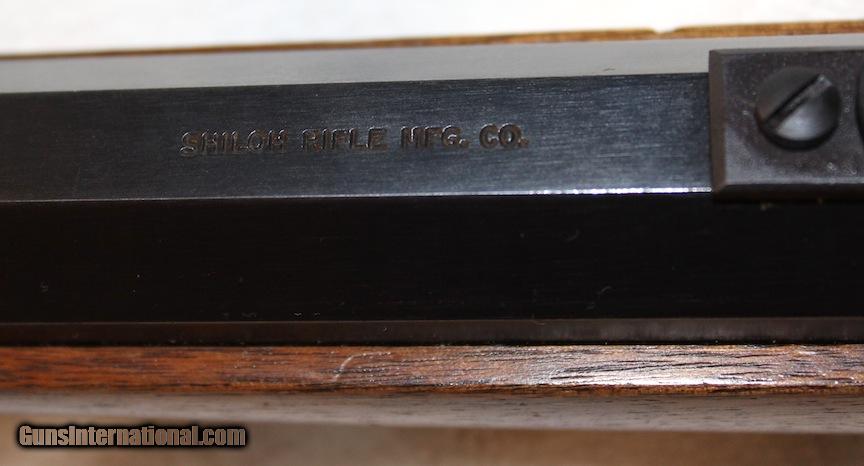 SHILOH RIFLE MFG. CO.
GunsInternational.com